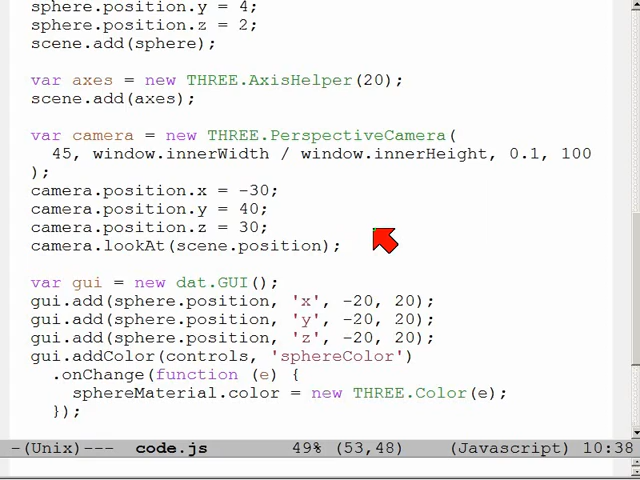 sphere.position.y = 4;
sphere.position.z = 2;
scene.add(sphere);
var axes = new THREE.AxisHelper(20);
scene.add(axes);
var camera = new THREE.PerspectiveCamera(
45, window.innerWidth / window.innerHeight, 0.1, 100
);
camera.position.x = -30;
camera.position.y = 40;
camera.position.z = 30;
camera.lookAt(scene.position);
var gui = new dat.GUI();
gui.add(sphere.position, 'x', -20, 20);
gui.add(sphere.position, 'y', -20, 20);
gui.add(sphere.position, 'z', -20, 20);
gui.addColor(controls, 'sphereColor')
.onChange(function (e) {
sphereMaterial.color = new THREE.Color(e);
});
-(Unix)--- code.js 49% (53,48) (Javascript) 10:38